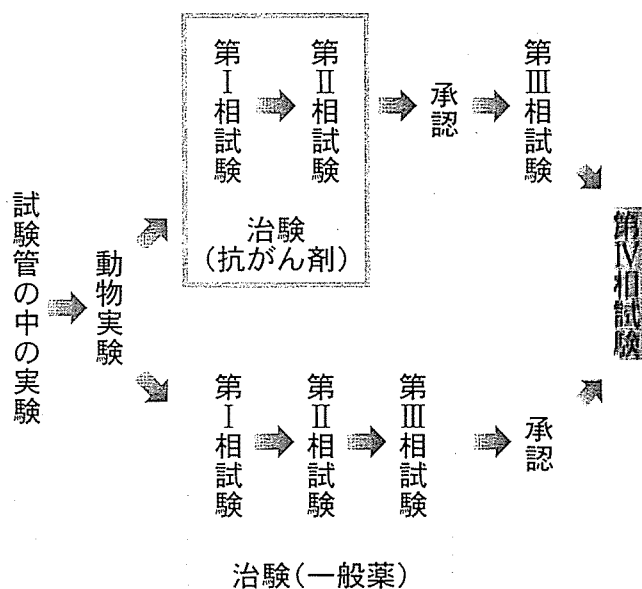 試験管の中の実験
動物実験
第Ⅰ相試験
第Ⅱ相試験
治験
(抗がん剤)
承認
第Ⅲ相試験
第Ⅰ相試験
第Ⅱ相試験
第Ⅲ相試験
治験(一般薬)
承認
第Ⅳ相試験